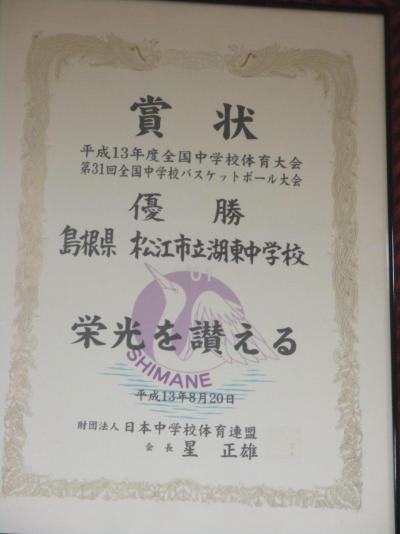 賞状
平成13年度全国中学校体育大会
第31回全国中学校バスケットボール大会
優勝
島根県 松江市立湖東中学校
01
栄光を讃える
SHIMANE
平成13年8月20日
財団法人 日本中学校体育連盟
会長 星 正雄